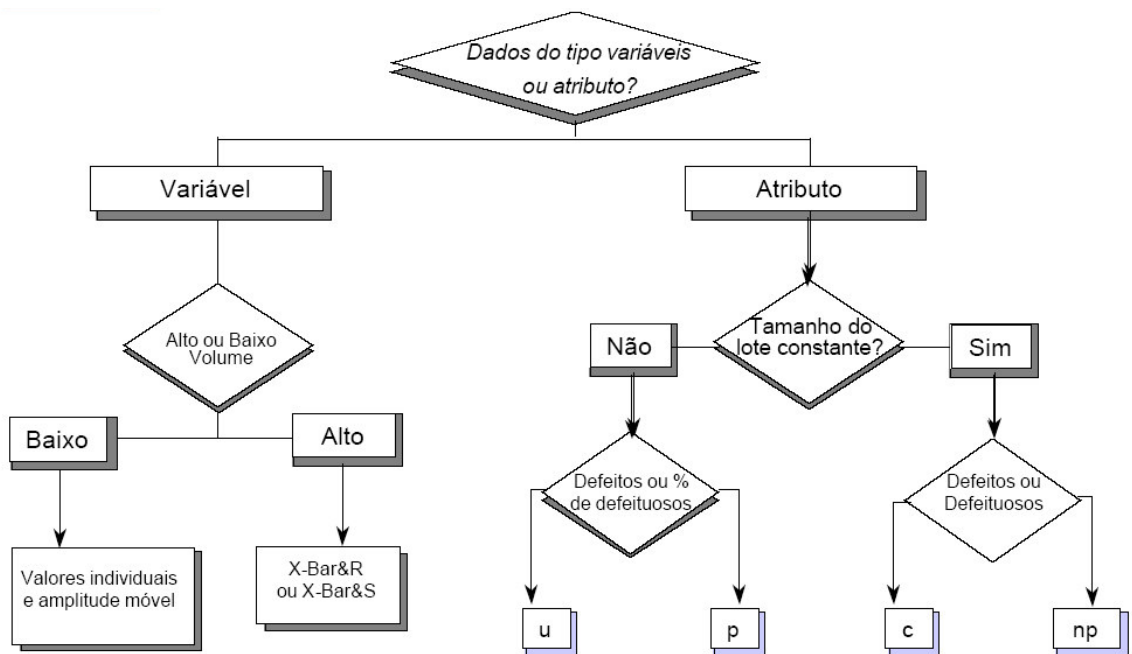 Dados do tipo variáveis
ou atributo?
Variável
Atributo
Alto ou Baixo
Volume
Tamanho do
lote constante?
Não
Sim
Baixo
Alto
Defeitos ou %
de defeituosos
Defeitos ou
Defeituosos
Valores individuais
e amplitude móvel
X-Bar&R
ou X-Bar&S
u
p
c
np